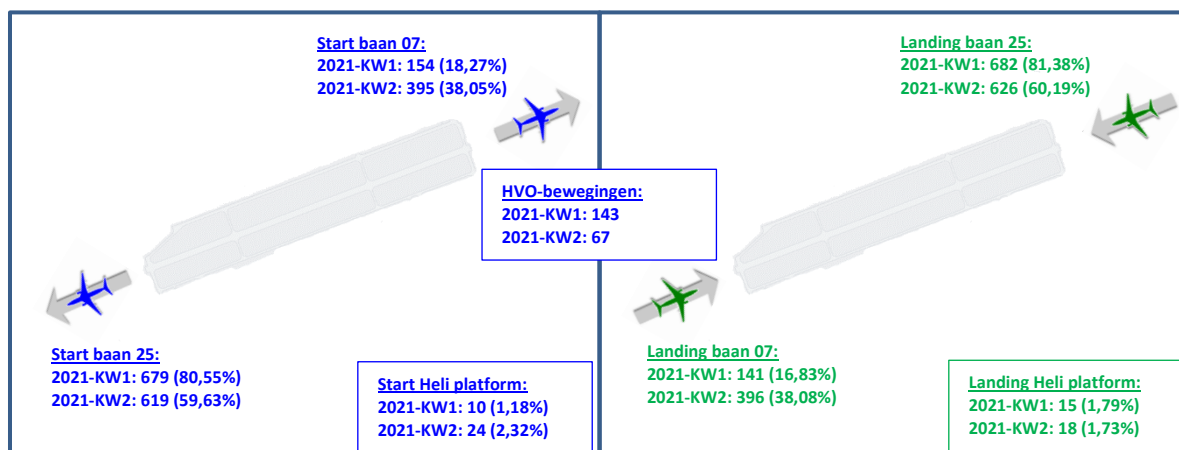 Start baan 07:
2021-KW1: 154 (18,27%)
2021-KW2: 395 (38,05%)
Landing baan 25:
2021-KW1: 682 (81,38%)
2021-KW2: 626 (60,19%)
HVO-bewegingen:
2021-KW1: 143
2021-KW2: 67
Start baan 25:
2021-KW1: 679 (80,55%)
2021-KW2: 619 (59,63%)
Start Heli platform:
2021-KW1: 10 (1,18%)
2021-KW2: 24 (2,32%)
Landing baan 07:
2021-KW1: 141 (16,83%)
2021-KW2: 396 (38,08%)
Landing Heli platform:
2021-KW1: 15 (1,79%)
2021-KW2: 18 (1,73%)